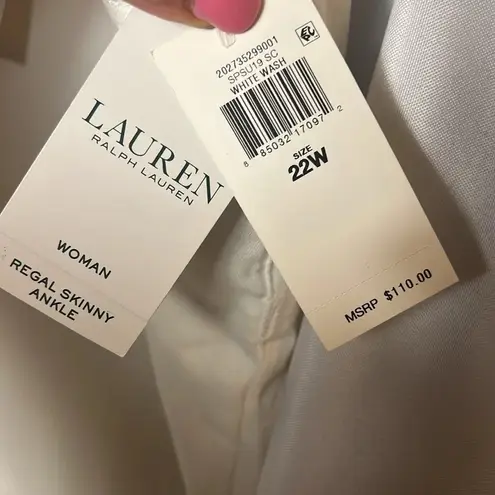 LAUREN
RALPH LAUREN
WOMAN
REGAL SKINNY
ANKLE
202735299001
SPSU19 SC
WHITE WASH
8 85032 17097 2
SIZE
22W
MSRP $110.00